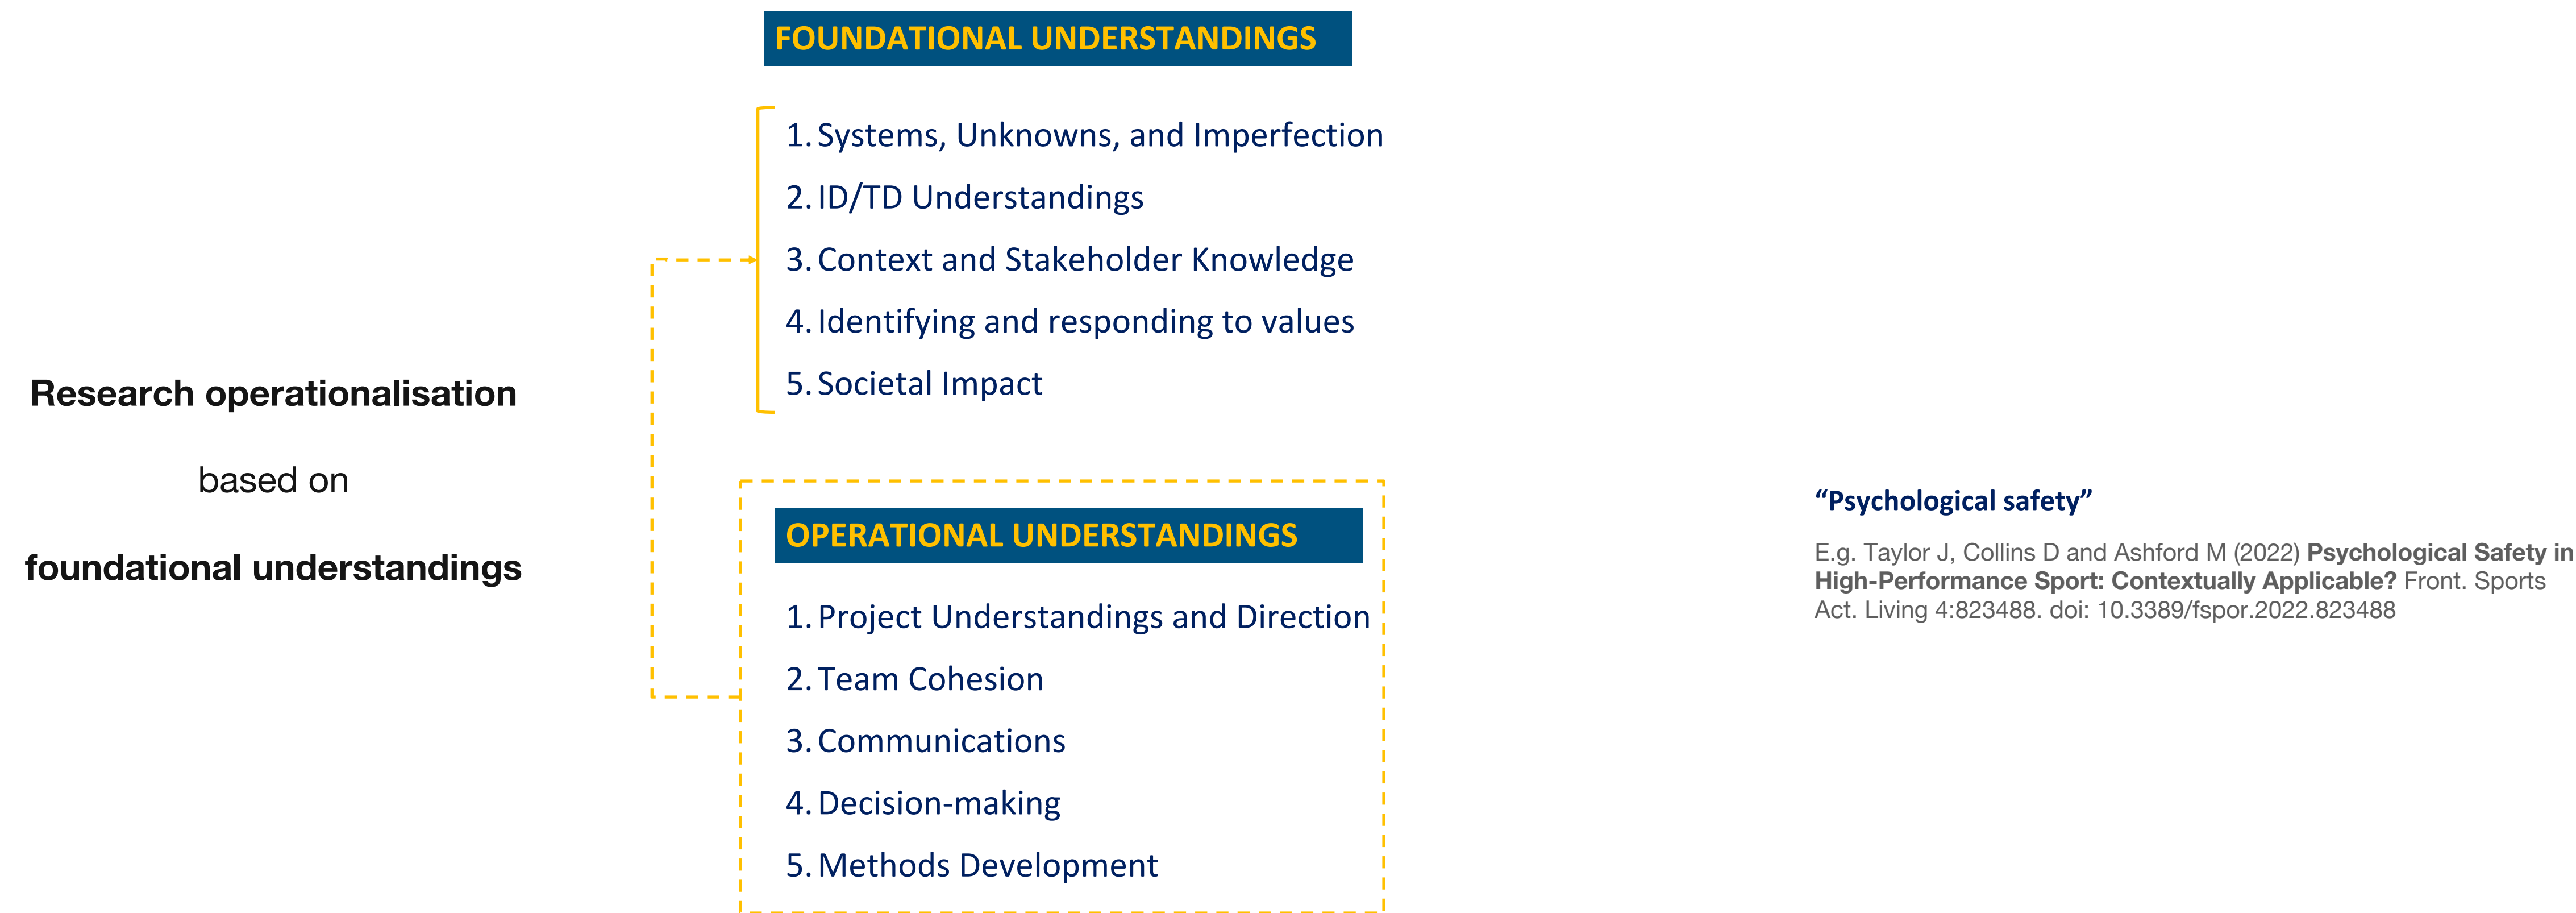 Research operationalisation
based on
foundational understandings
FOUNDATIONAL UNDERSTANDINGS
1. Systems, Unknowns, and Imperfection
2. ID/TD Understandings
3. Context and Stakeholder Knowledge
4. Identifying and responding to values
5. Societal Impact
OPERATIONAL UNDERSTANDINGS
1. Project Understandings and Direction
2. Team Cohesion
3. Communications
4. Decision-making
5. Methods Development
“Psychological safety”
E.g. Taylor J, Collins D and Ashford M (2022) Psychological Safety in
High-Performance Sport: Contextually Applicable? Front. Sports
Act. Living 4:823488. doi: 10.3389/fspor.2022.823488